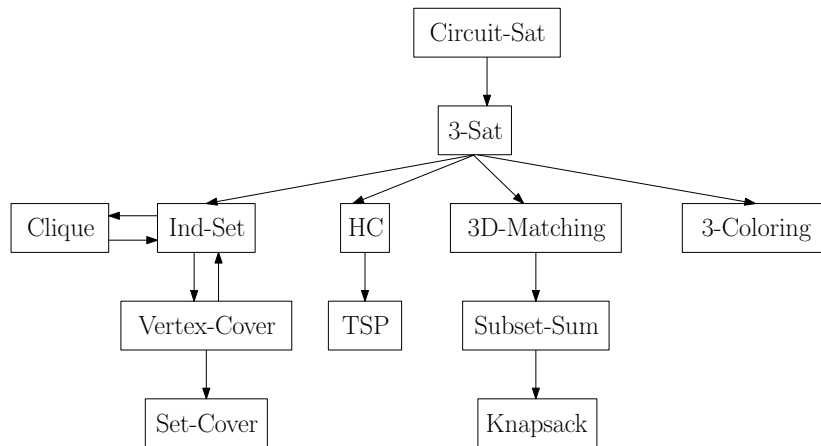 Circuit-Sat
3-Sat
Clique
Ind-Set
HC
3D-Matching
3-Coloring
Vertex-Cover
TSP
Subset-Sum
Set-Cover
Knapsack